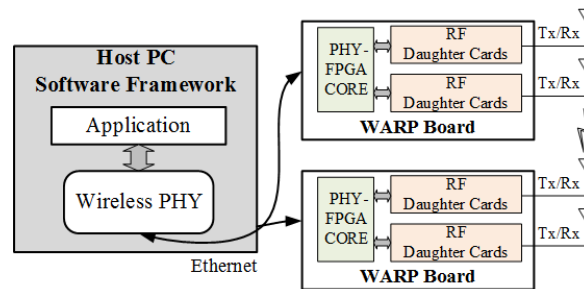 Host PC
Software Framework
Application
Wireless PHY
Ethernet
PHY-
FPGA
CORE
RF
Daughter Cards
Tx/Rx
RF
Daughter Cards
Tx/Rx
WARP Board
PHY-
FPGA
CORE
RF
Daughter Cards
Tx/Rx
RF
Daughter Cards
Tx/Rx
WARP Board